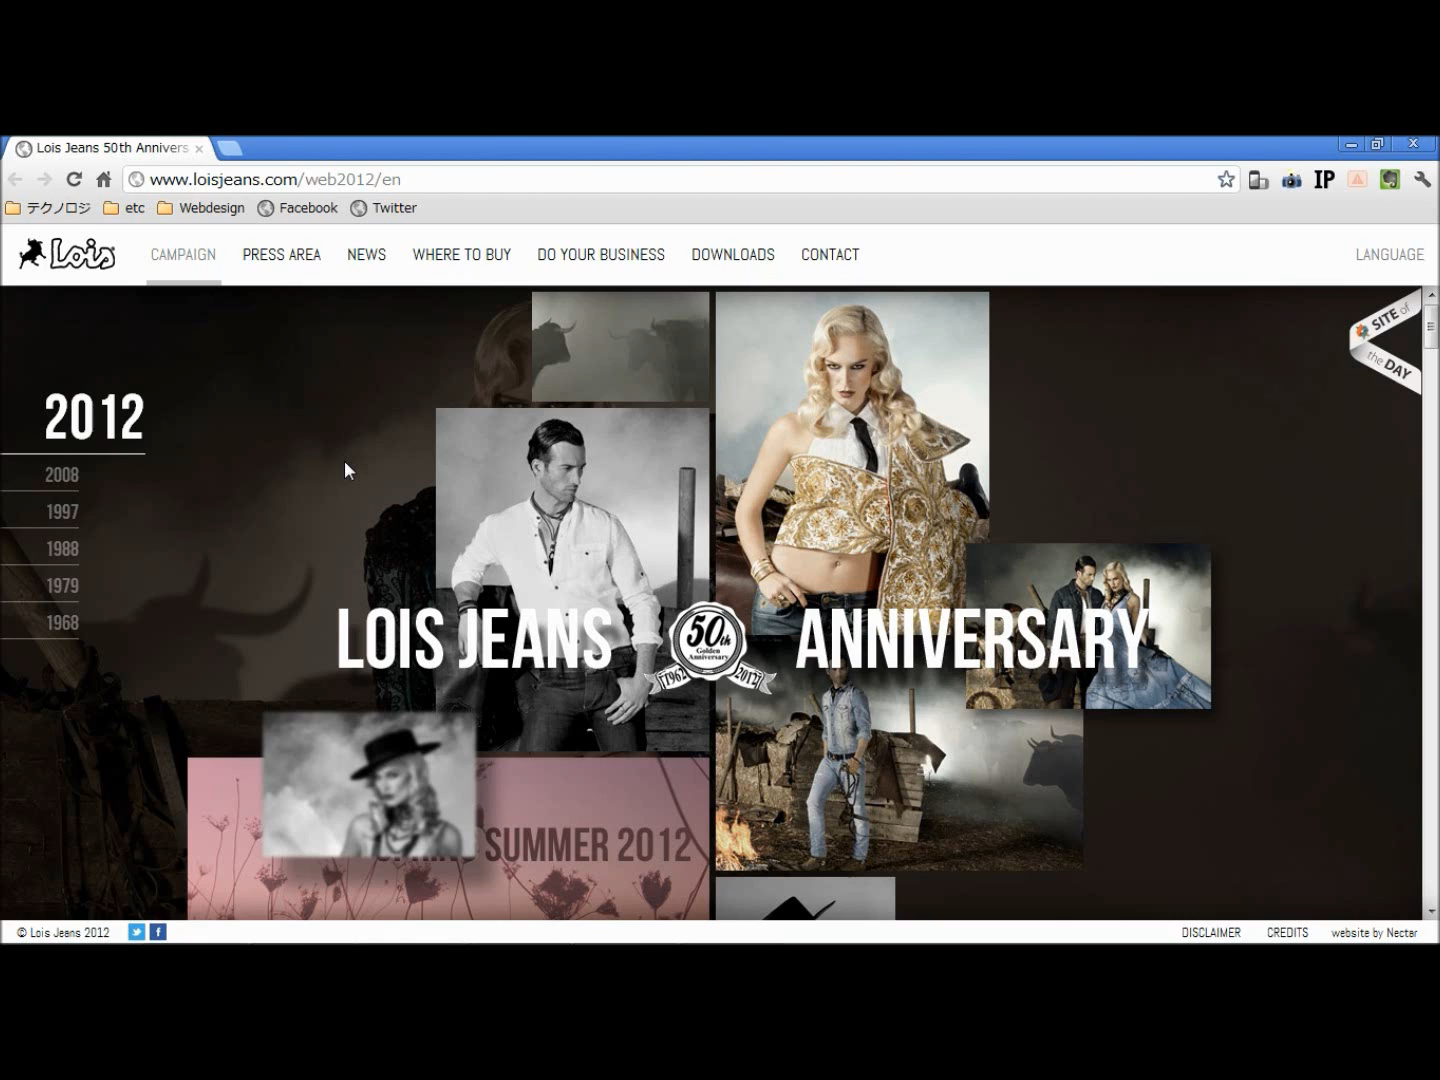 Lois Jeans 50th Annivers
www.loisjeans.com/web2012/en
IP
テクノロジ etc Webdesign Facebook Twitter
Lois CAMPAIGN PRESS AREA NEWS WHERE TO BUY DO YOUR BUSINESS DOWNLOADS CONTACT LANGUAGE
SITE of
the DAY
2012
2008
1997
1988
1979
1968
LOIS JEANS 50th ANNIVERSARY
Golden
Anniversary
1962 2012
SUMMER 2012
© Lois Jeans 2012 DISCLAIMER CREDITS website by Nectar